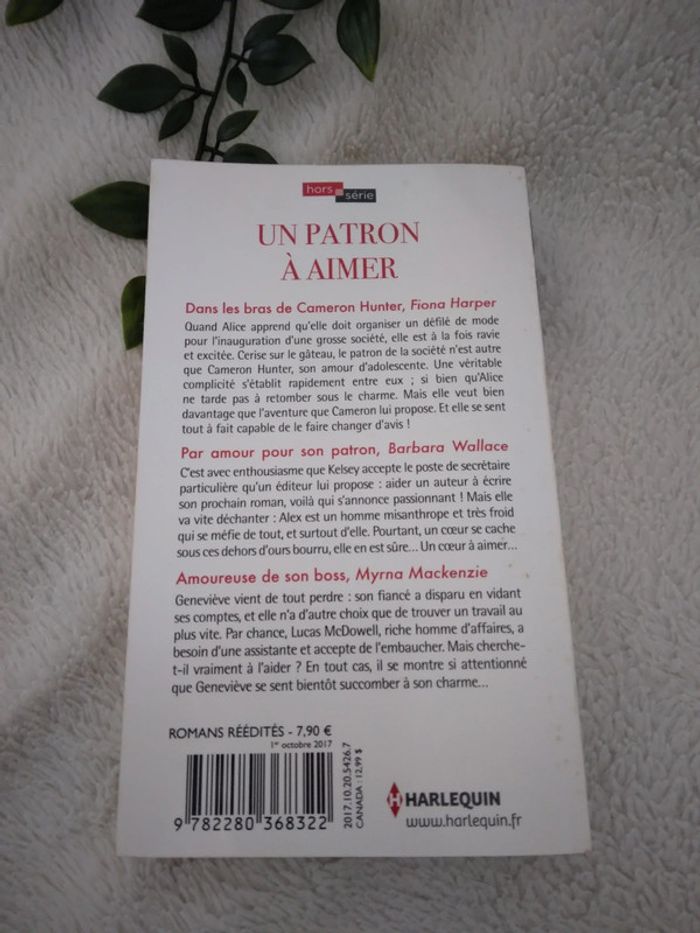 hors série
UN PATRON
À AIMER
Dans les bras de Cameron Hunter, Fiona Harper
Quand Alice apprend qu'elle doit organiser un défilé de mode
pour l'inauguration d'une grosse société, elle est à la fois ravie
et excitée. Cerise sur le gâteau, le patron de la société n'est autre
que Cameron Hunter, son amour d'adolescente. Une véritable
complicité s'établit rapidement entre eux ; si bien qu'Alice
ne tarde pas à retomber sous le charme. Mais elle veut bien
davantage que l'aventure que Cameron lui propose. Et elle se sent
tout à fait capable de le faire changer d'avis !
Par amour pour son patron, Barbara Wallace
C'est avec enthousiasme que Kelsey accepte le poste de secrétaire
particulière qu'un éditeur lui propose : aider un auteur à écrire
son prochain roman, voilà qui s'annonce passionnant ! Mais elle
va vite déchanter : Alex est un homme misanthrope et très froid
qui se méfie de tout, et surtout d'elle. Pourtant, un cœur se cache
sous ces dehors d'ours bourru, elle en est sûre... Un cœur à aimer...
Amoureuse de son boss, Myrna Mackenzie
Geneviève vient de tout perdre : son fiancé a disparu en vidant
ses comptes, et elle n'a d'autre choix que de trouver un travail au
plus vite. Par chance, Lucas McDowell, riche homme d'affaires, a
besoin d'une assistante et accepte de l'embaucher. Mais cherche-
t-il vraiment à l'aider ? En tout cas, il se montre si attentionné
que Geneviève se sent bientôt succomber à son charme...
ROMANS RÉÉDITÉS - 7,90 €
1er octobre 2017
2017.10.20.5426.7
CANADA : 12,99 $
9 782280 368322
HARLEQUIN
www.harlequin.fr